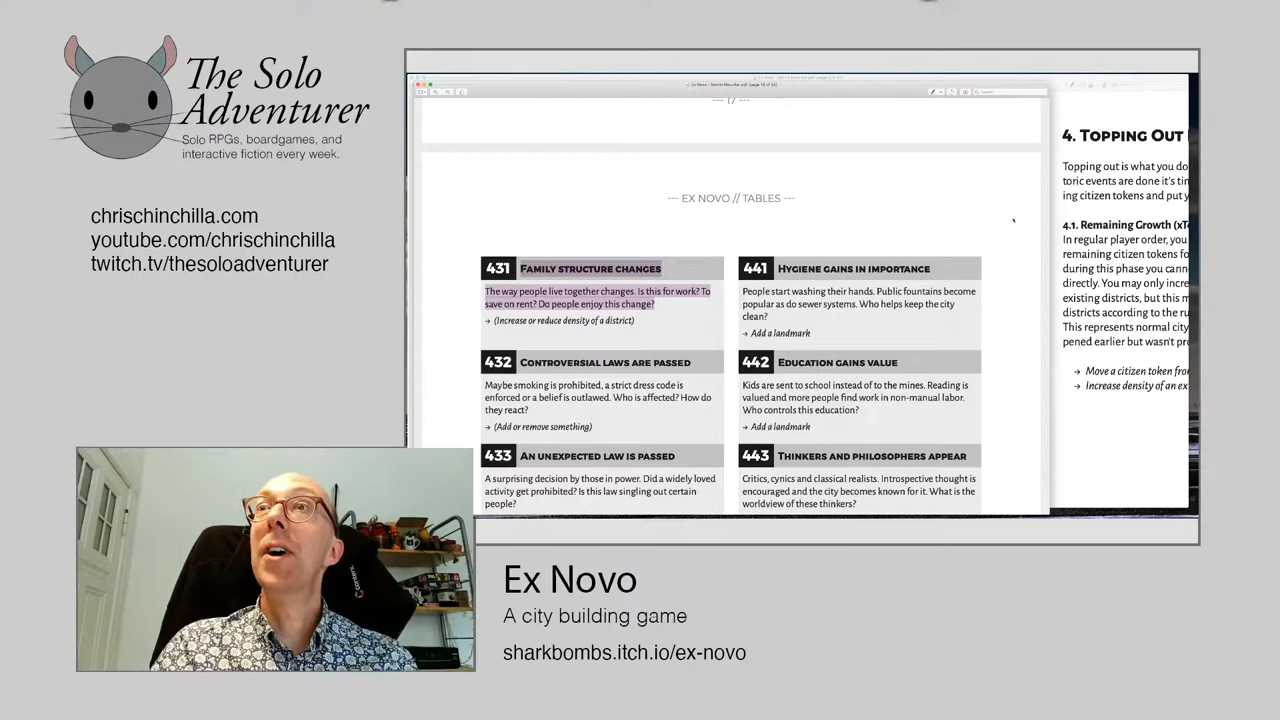 The Solo
Adventurer
Solo RPGs, boardgames, and
interactive fiction every week.
chrischinchilla.com
youtube.com/chrischinchilla
twitch.tv/thesoloadventurer
--- 17 ---
--- EX NOVO // TABLES ---
431 FAMILY STRUCTURE CHANGES
The way people live together changes. Is this for work? To
save on rent? Do people enjoy this change?
→ (Increase or reduce density of a district)
432 CONTROVERSIAL LAWS ARE PASSED
Maybe smoking is prohibited, a strict dress code is
enforced or a belief is outlawed. Who is affected? How do
they react?
→ (Add or remove something)
433 AN UNEXPECTED LAW IS PASSED
A surprising decision by those in power. Did a widely loved
activity get prohibited? Is this law singling out certain
people?
441 HYGIENE GAINS IN IMPORTANCE
People start washing their hands. Public fountains become
popular as do sewer systems. Who helps keep the city
clean?
→ Add a landmark
442 EDUCATION GAINS VALUE
Kids are sent to school instead of to the mines. Reading is
valued and more people find work in non-manual labor.
Who controls this education?
→ Add a landmark
443 THINKERS AND PHILOSOPHERS APPEAR
Critics, cynics and classical realists. Introspective thought is
encouraged and the city becomes known for it. What is the
worldview of these thinkers?
4. TOPPING OUT
Topping out is what you do
toric events are done it's tin
ing citizen tokens and put y
4.1. Remaining Growth (xTo
In regular player order, you
remaining citizen tokens fo
during this phase you canno
directly. You may only incre
existing districts, but this m
districts according to the ru
This represents normal city
pened earlier but wasn't pro
→ Move a citizen token fro
→ Increase density of an ex
Content.
Ex Novo
A city building game
sharkbombs.itch.io/ex-novo